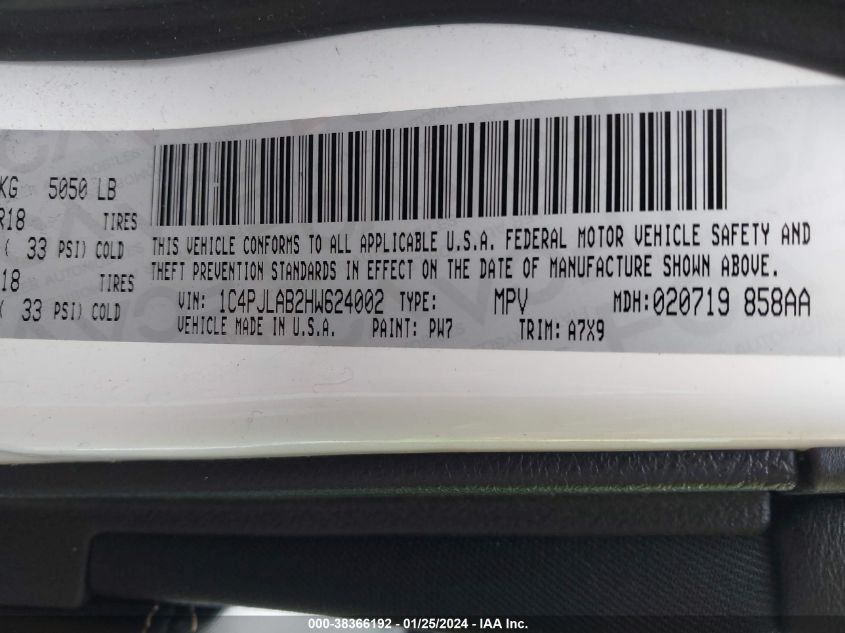 KG 5050 LB
R18 TIRES
( 33 PSI) COLD
18 TIRES
( 33 PSI) COLD
THIS VEHICLE CONFORMS TO ALL APPLICABLE U.S.A. FEDERAL MOTOR VEHICLE SAFETY AND
THEFT PREVENTION STANDARDS IN EFFECT ON THE DATE OF MANUFACTURE SHOWN ABOVE.
VIN: 1C4PJLAB2HW624002 TYPE: MPV MDH:020719 858AA
VEHICLE MADE IN U.S.A. PAINT: PW7 TRIM: A7X9
000-38366192 - 01/25/2024 - IAA Inc.